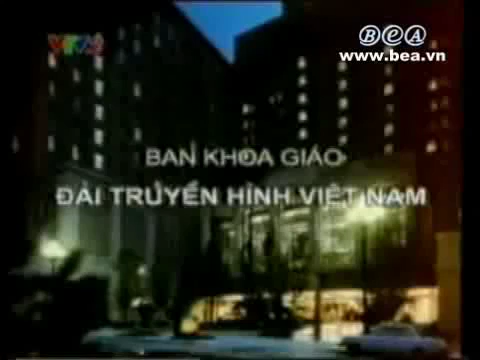 VTV2
BeA
www.bea.vn
BAN KHOA GIÁO
ĐÀI TRUYỀN HÌNH VIỆT NAM